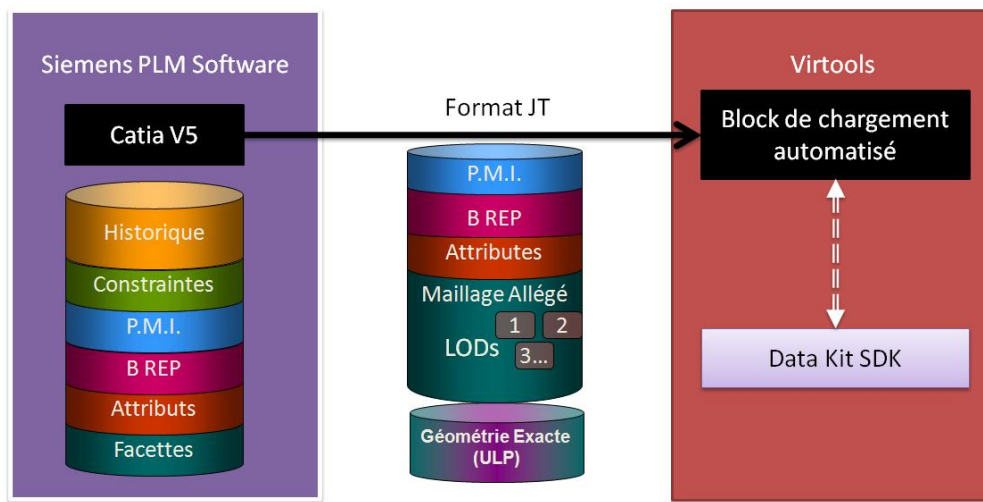 Siemens PLM Software
Catia V5
Historique
Constraintes
P.M.I.
B REP
Attributs
Facettes
Format JT
P.M.I.
B REP
Attributes
Maillage Allégé
1 2
LODs
3...
Géométrie Exacte
(ULP)
Virtools
Block de chargement
automatisé
Data Kit SDK